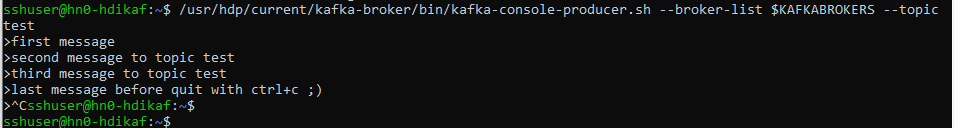 sshuser@hn0-hdikaf:~$ /usr/hdp/current/kafka-broker/bin/kafka-console-producer.sh --broker-list $KAFKABROKERS --topic
test
>first message
>second message to topic test
>third message to topic test
>last message before quit with ctrl+c ;)
>^Csshuser@hn0-hdikaf:~$
sshuser@hn0-hdikaf:~$